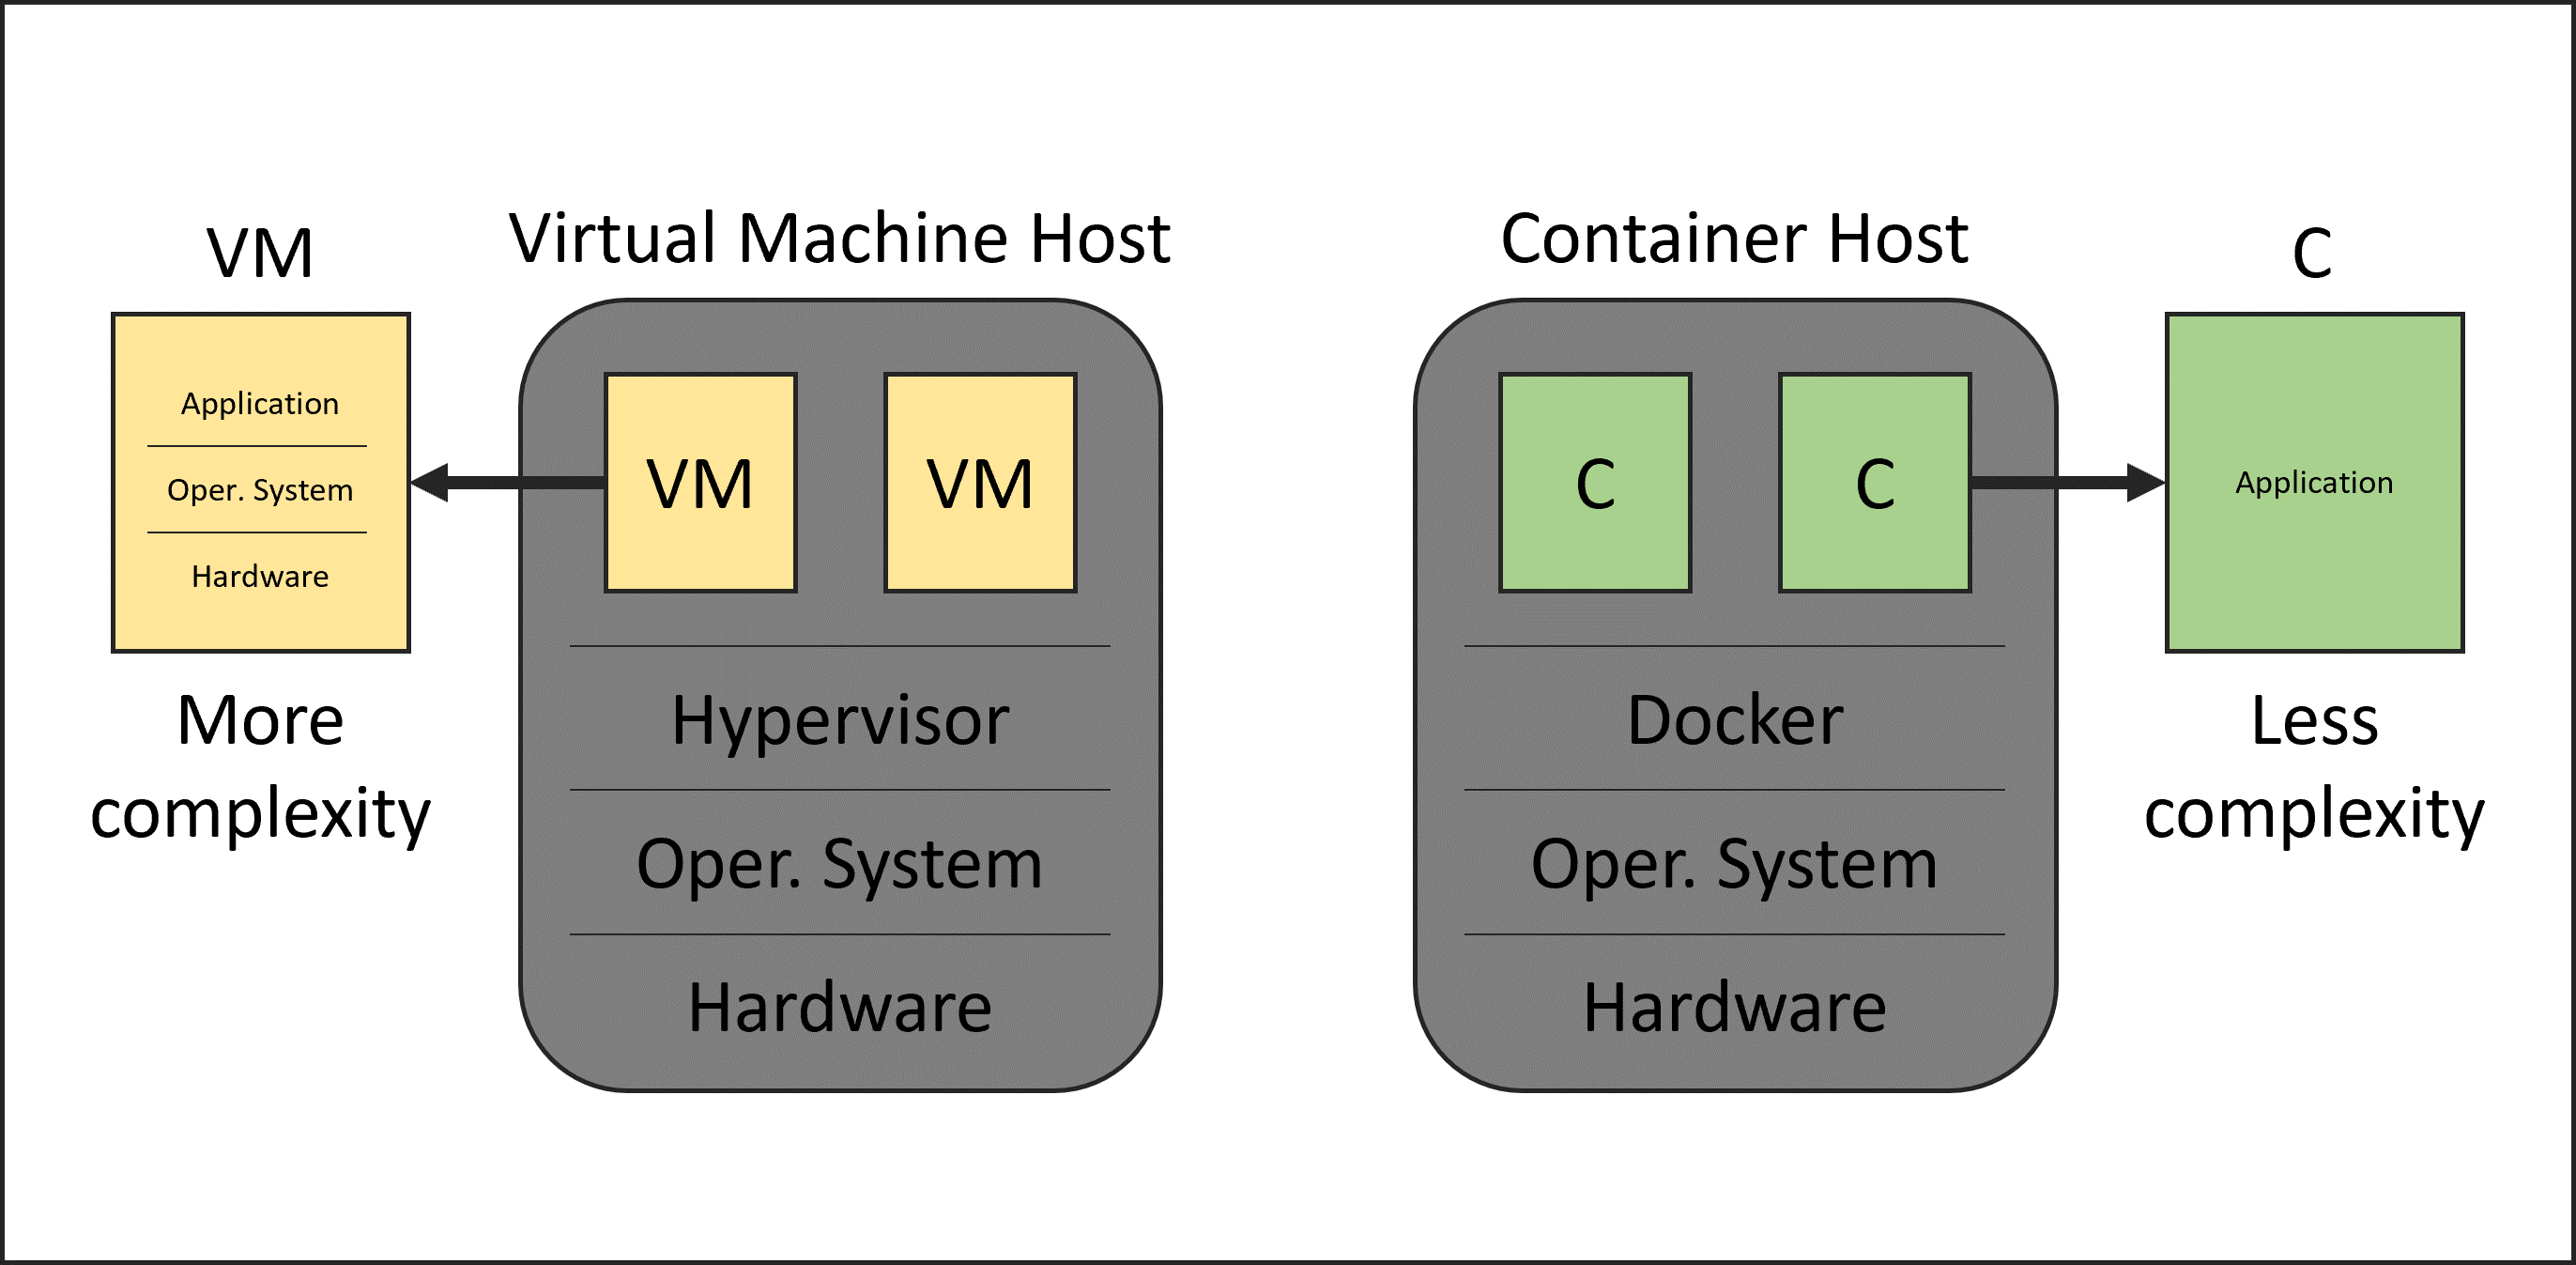 VM
Application
Oper. System
Hardware
More
complexity
Virtual Machine Host
VM
VM
Hypervisor
Oper. System
Hardware
Container Host
C
C
Docker
Oper. System
Hardware
C
Application
Less
complexity